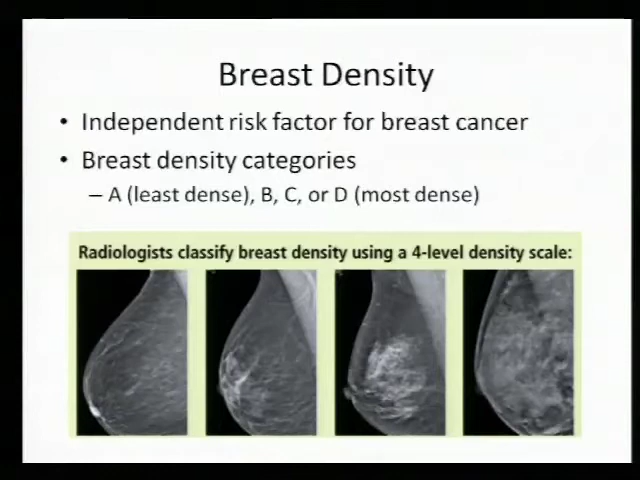 Breast Density
• Independent risk factor for breast cancer
• Breast density categories
– A (least dense), B, C, or D (most dense)
Radiologists classify breast density using a 4-level density scale: